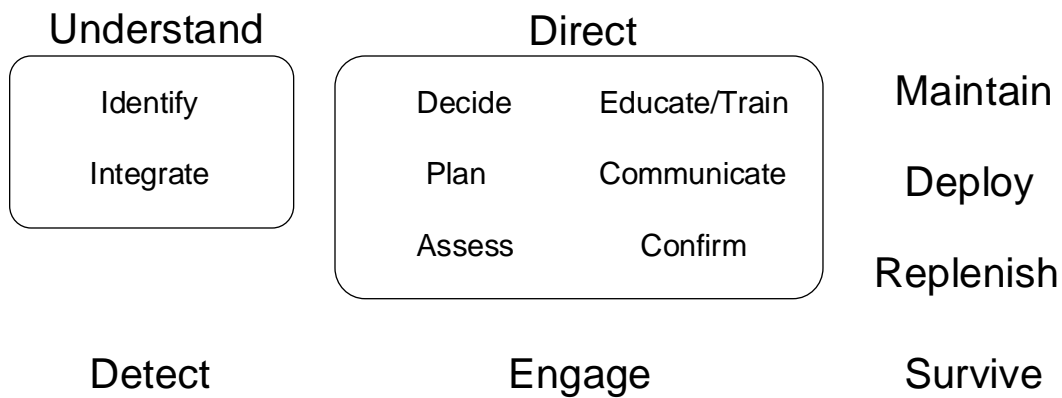 Understand
Identify
Integrate
Direct
Decide Educate/Train
Plan Communicate
Assess Confirm
Maintain
Deploy
Replenish
Detect Engage Survive